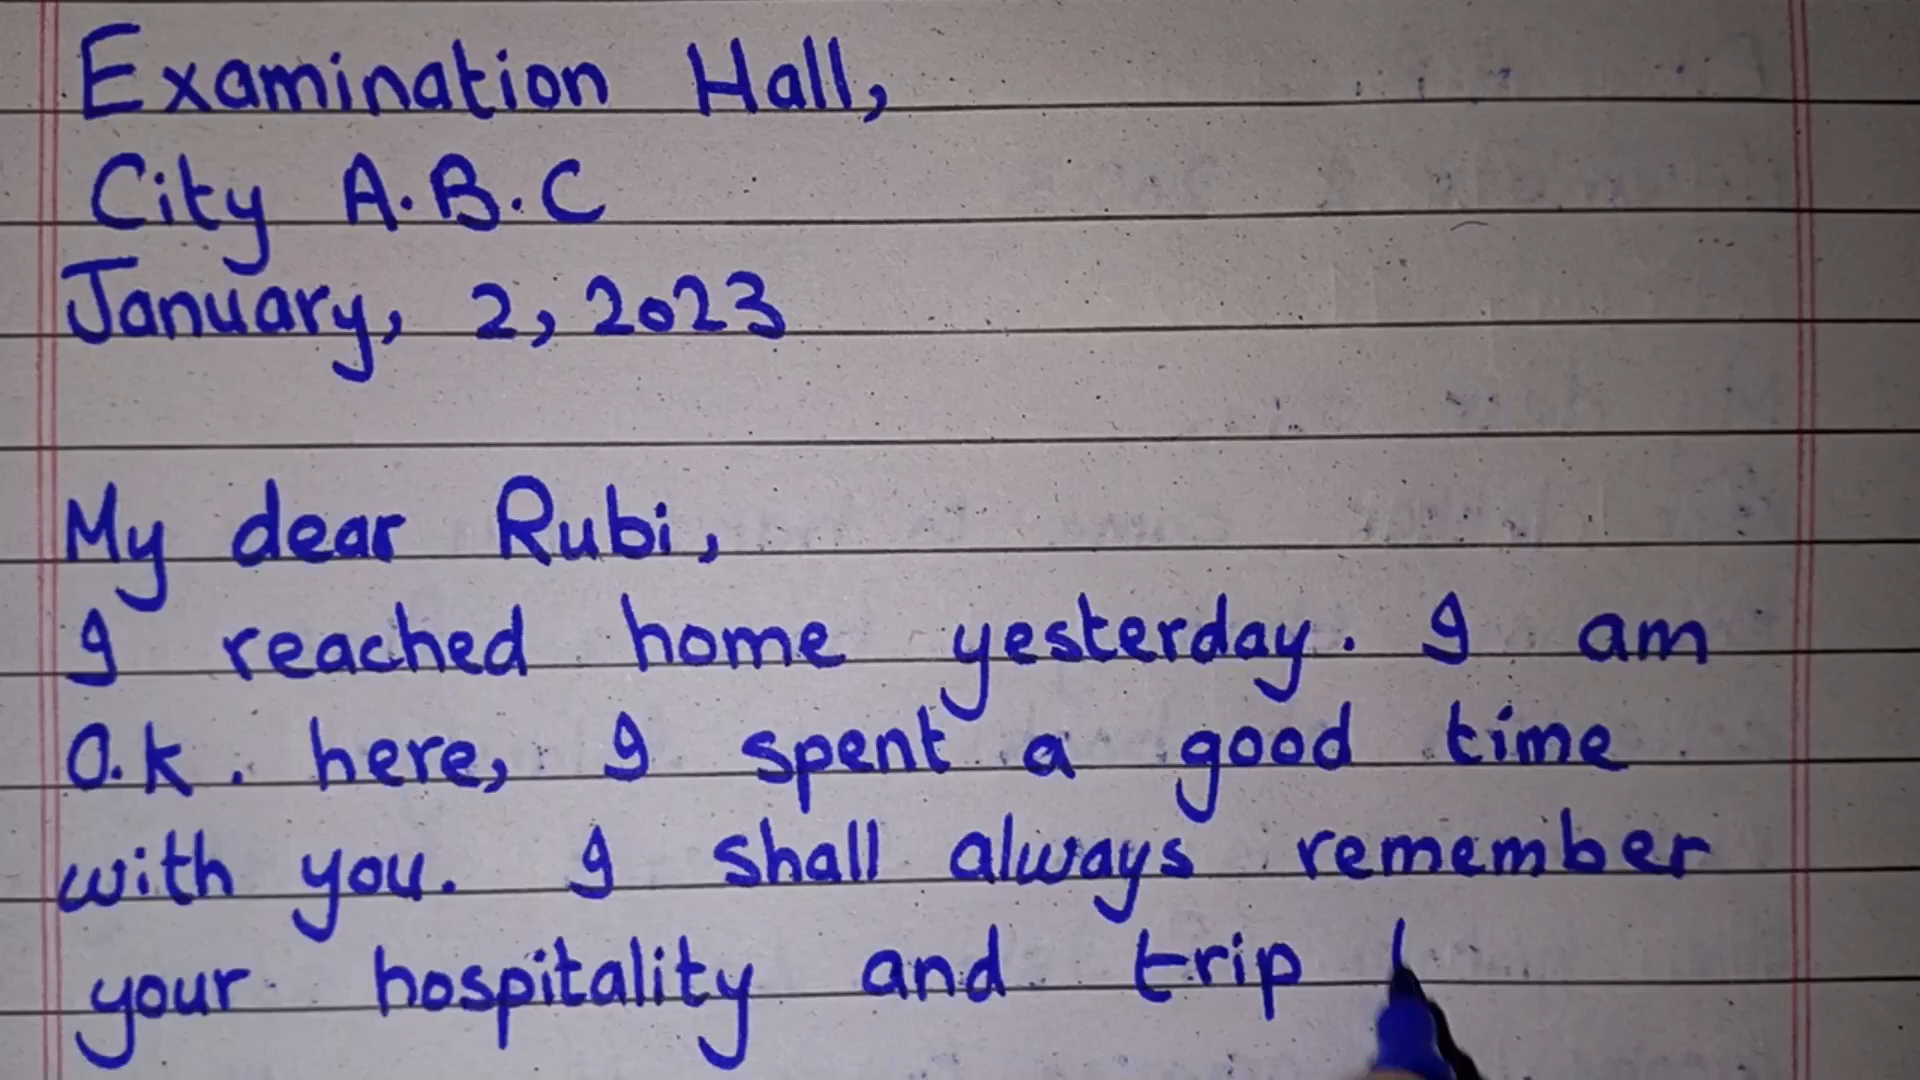 Examination Hall,
City A.B.C
January, 2, 2023
My dear Rubi,
I reached home yesterday. I am
O.K. here, I spent a good time
with you. I shall always remember
your hospitality and trip